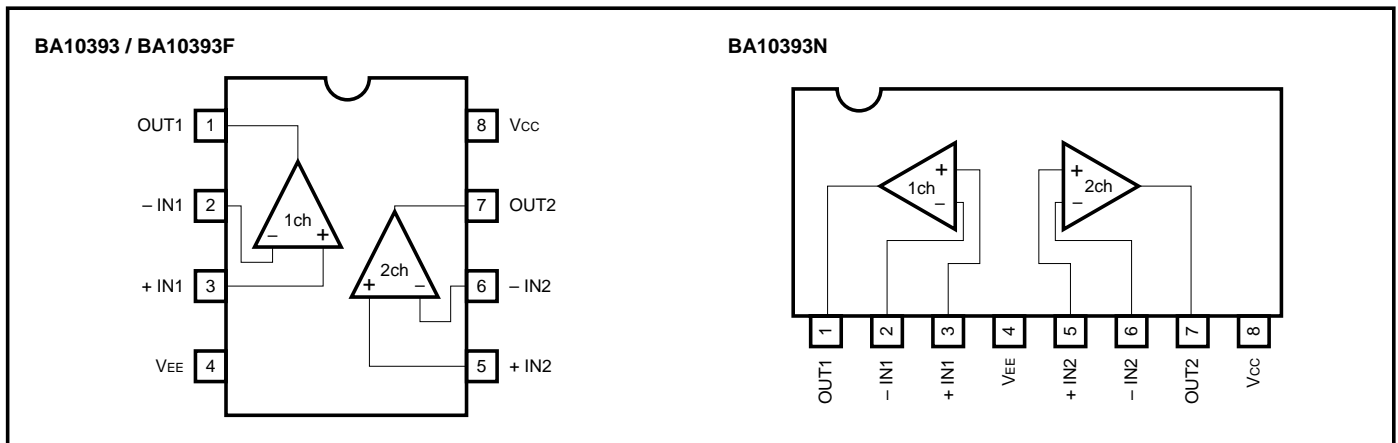 BA10393 / BA10393F
OUT1 1
– IN1 2
+ IN1 3
VEE 4
8 VCC
7 OUT2
6 – IN2
5 + IN2
1ch
– +
2ch
+ –
BA10393N
1ch
+
–
2ch
+
–
1 2 3 4 5 6 7 8
OUT1
– IN1
+ IN1
VEE
+ IN2
– IN2
OUT2
VCC